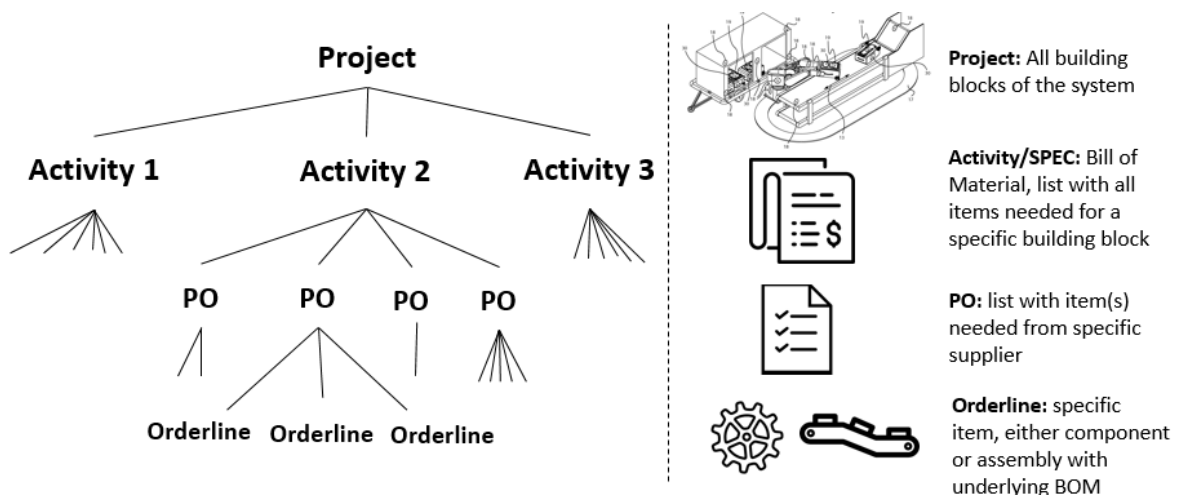 Project
Activity 1
Activity 2
Activity 3
PO
PO
PO
PO
Orderline
Orderline
Orderline
$
Project: All building
blocks of the system
Activity/SPEC: Bill of
Material, list with all
items needed for a
specific building block
PO: list with item(s)
needed from specific
supplier
Orderline: specific
item, either component
or assembly with
underlying BOM